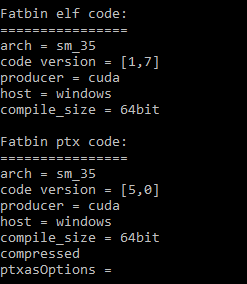 Fatbin elf code:
================
arch = sm_35
code version = [1,7]
producer = cuda
host = windows
compile_size = 64bit
Fatbin ptx code:
================
arch = sm_35
code version = [5,0]
producer = cuda
host = windows
compile_size = 64bit
compressed
ptxasOptions =